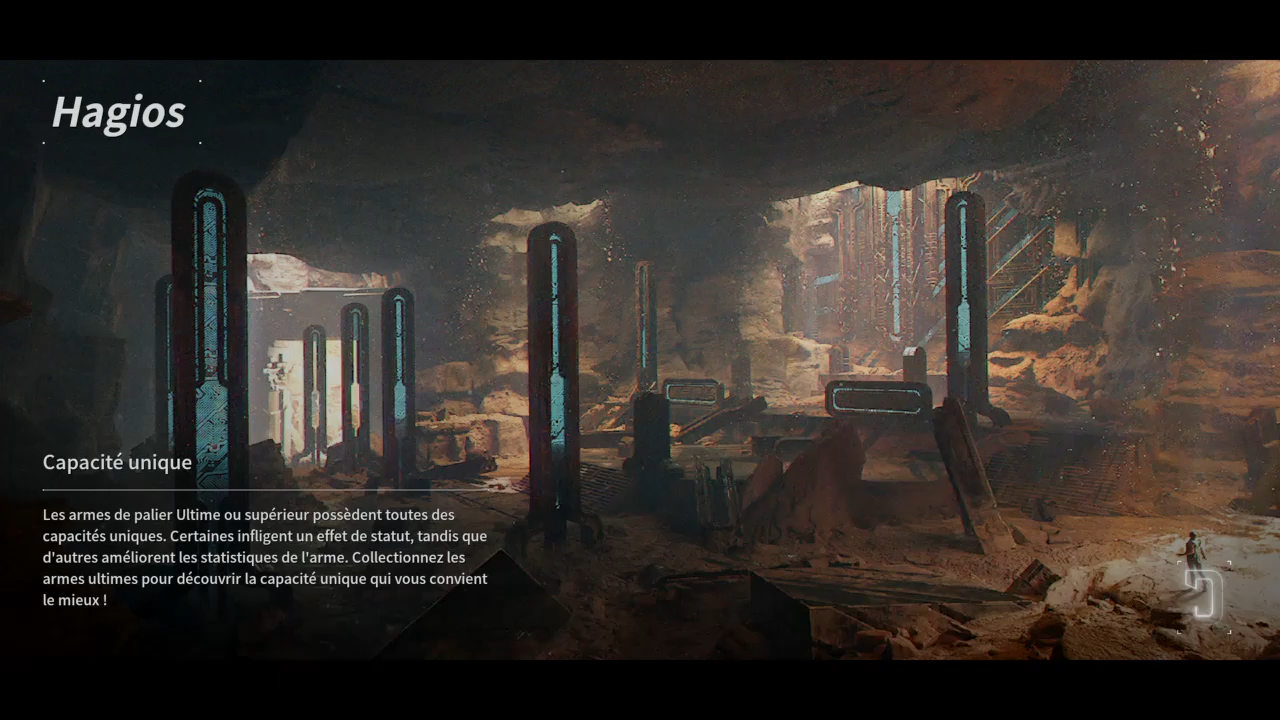 Hagios
Capacité unique
Les armes de palier Ultime ou supérieur possèdent toutes des
capacités uniques. Certaines infligent un effet de statut, tandis que
d'autres améliorent les statistiques de l'arme. Collectionnez les
armes ultimes pour découvrir la capacité unique qui vous convient
le mieux !